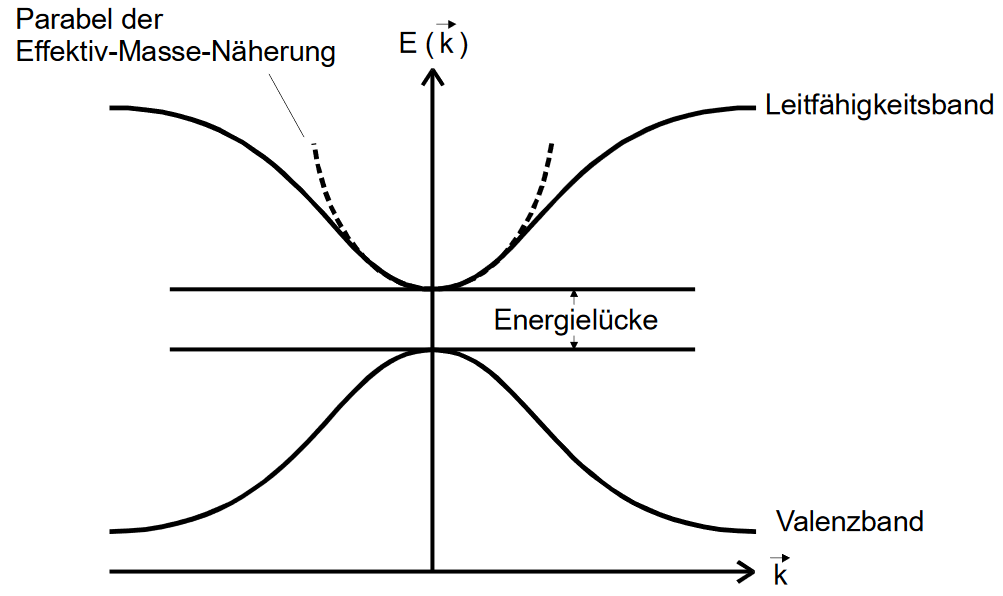 Parabel der
Effektiv-Masse-Näherung
E (k⃗)
Leitfähigkeitsband
Energielücke
Valenzband
k⃗